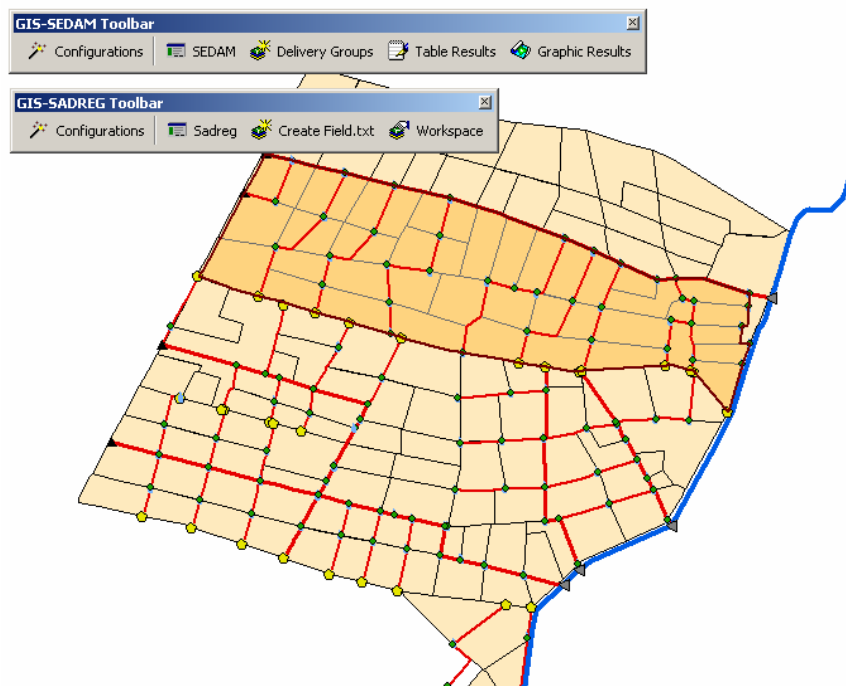 GIS-SEDAM Toolbar
Configurations SEDAM Delivery Groups Table Results Graphic Results
GIS-SADREG Toolbar
Configurations Sadreg Create Field.txt Workspace